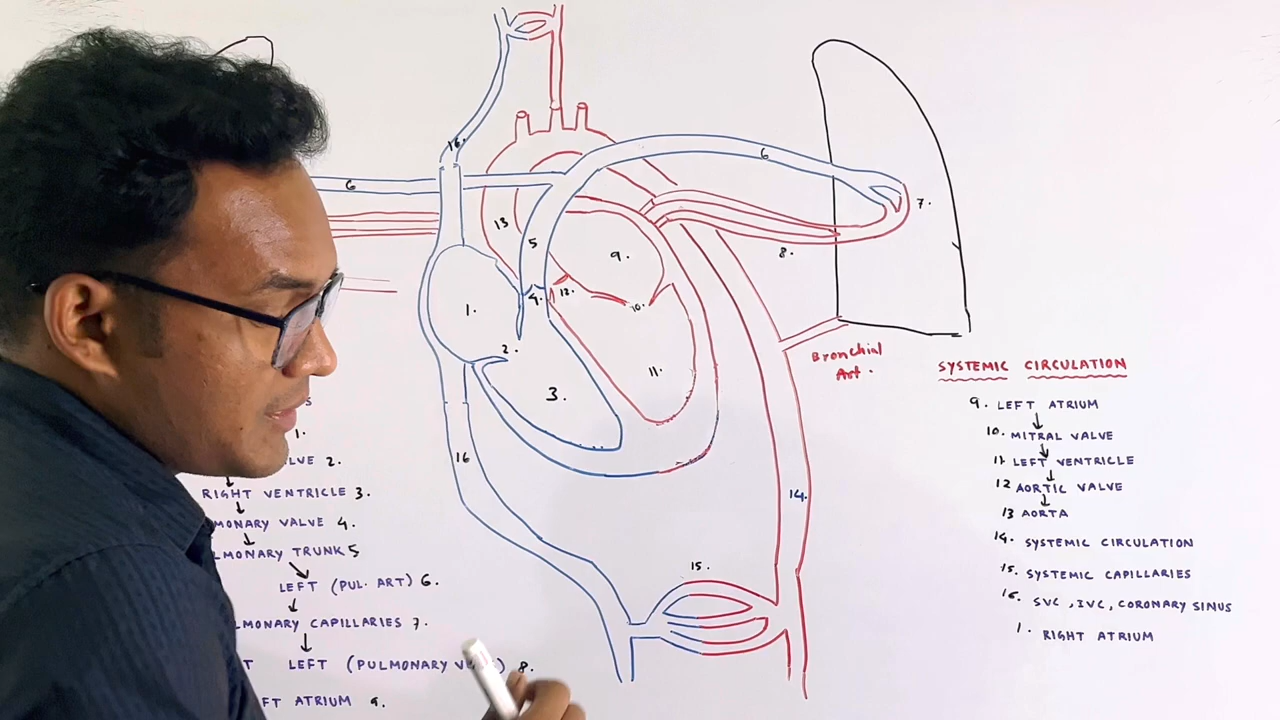 16.
6
6
7.
13
5
9.
8.
4.
12.
10.
1.
2.
3.
11.
Bronchial
Art.
16
14.
15.
S
1.
LVE 2.
RIGHT VENTRICLE 3.
MONARY VALVE 4.
LMONARY TRUNK 5
LEFT (PUL. ART) 6.
LMONARY CAPILLARIES 7.
T LEFT (PULMONARY V ) 8.
FT ATRIUM 9.
SYSTEMIC CIRCULATION
9. LEFT ATRIUM
10. MITRAL VALVE
11 LEFT VENTRICLE
12 AORTIC VALVE
13 AORTA
14. SYSTEMIC CIRCULATION
15. SYSTEMIC CAPILLARIES
16. SVC, IVC, CORONARY SINUS
1. RIGHT ATRIUM